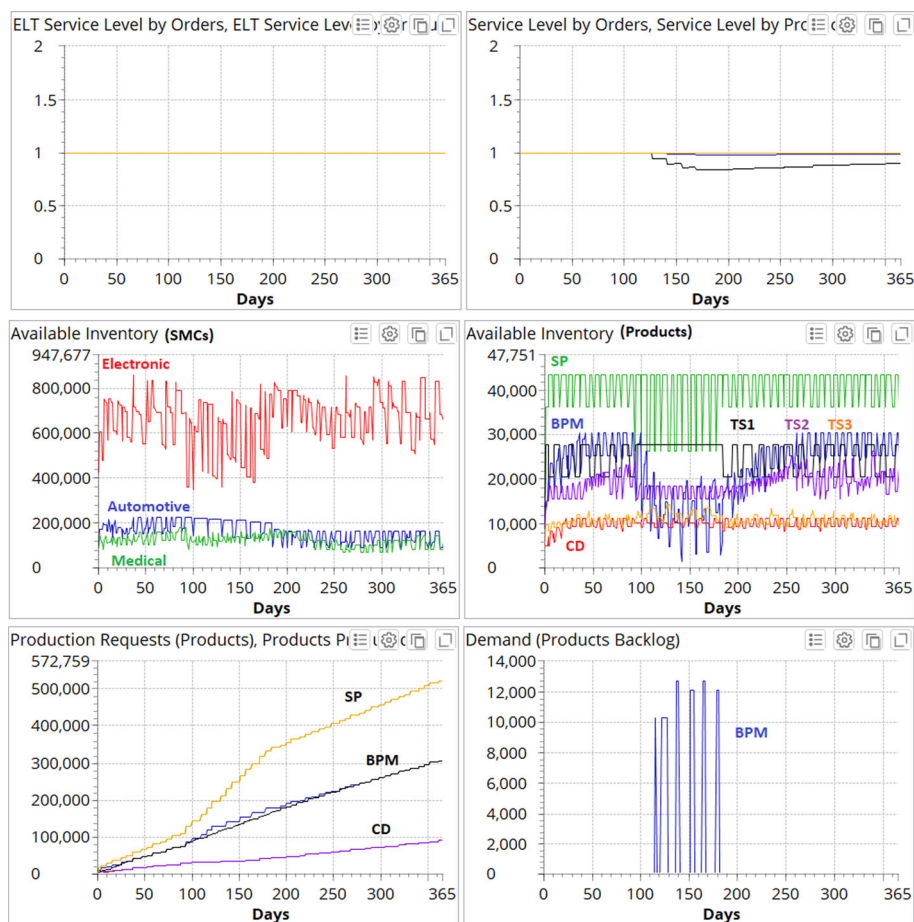 ELT Service Level by Orders, ELT Service Level by
2
1.5
1
0.5
0
0 50 100 150 200 250 300 365
Days
Service Level by Orders, Service Level by
2
1.5
1
0.5
0
0 50 100 150 200 250 300 365
Days
Available Inventory (SMCs)
947,677
800,000
600,000
400,000
200,000
0
Electronic
Automotive
Medical
0 50 100 150 200 250 300 365
Days
Available Inventory (Products)
47,751
40,000
30,000
20,000
10,000
0
SP
BPM
TS1 TS2 TS3
CD
0 50 100 150 200 250 300 365
Days
Production Requests (Products), Products
572,759
500,000
400,000
300,000
200,000
100,000
0
SP
BPM
CD
0 50 100 150 200 250 300 365
Days
Demand (Products Backlog)
14,000
12,000
10,000
8,000
6,000
4,000
2,000
0
BPM
0 50 100 150 200 250 300 365
Days